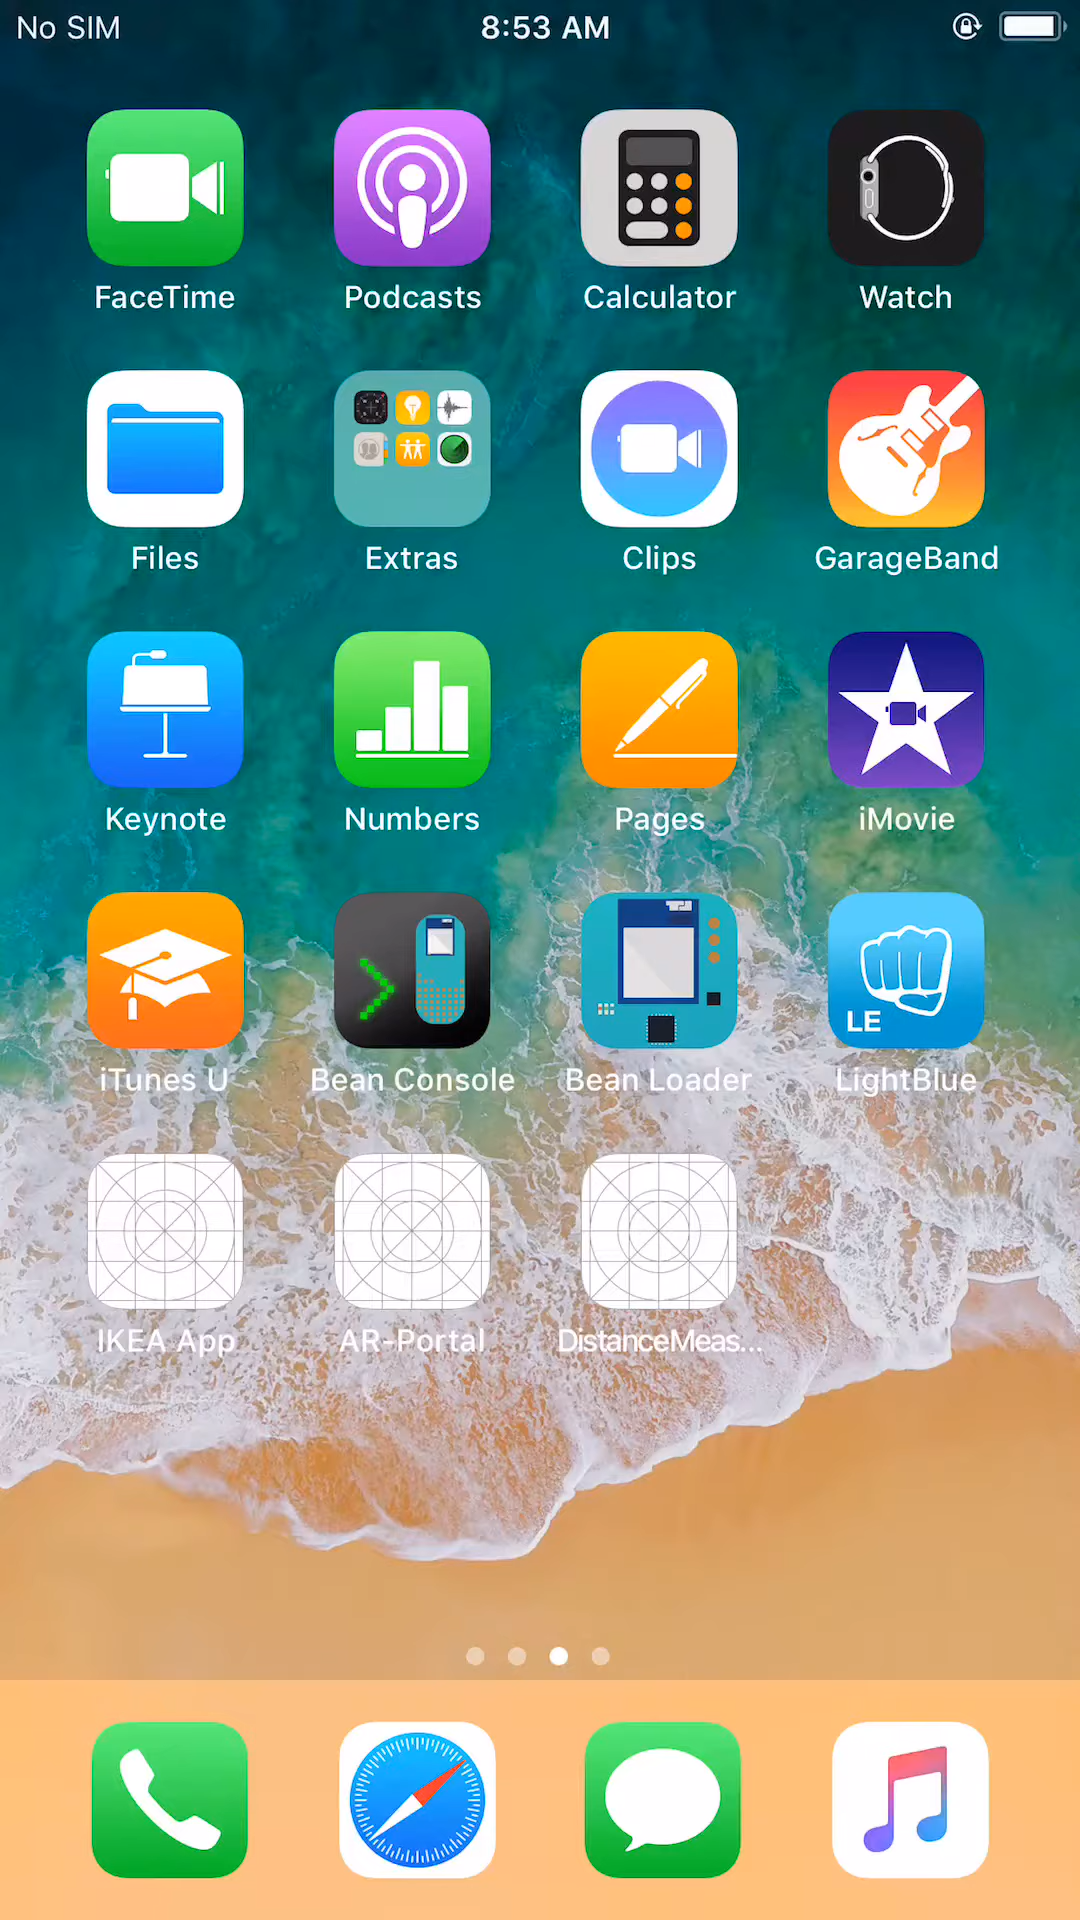 No SIM 8:53 AM
FaceTime Podcasts Calculator Watch
Files Extras Clips GarageBand
Keynote Numbers Pages iMovie
LE
iTunes U Bean Console Bean Loader LightBlue
IKEA App AR-Portal DistanceMeas...